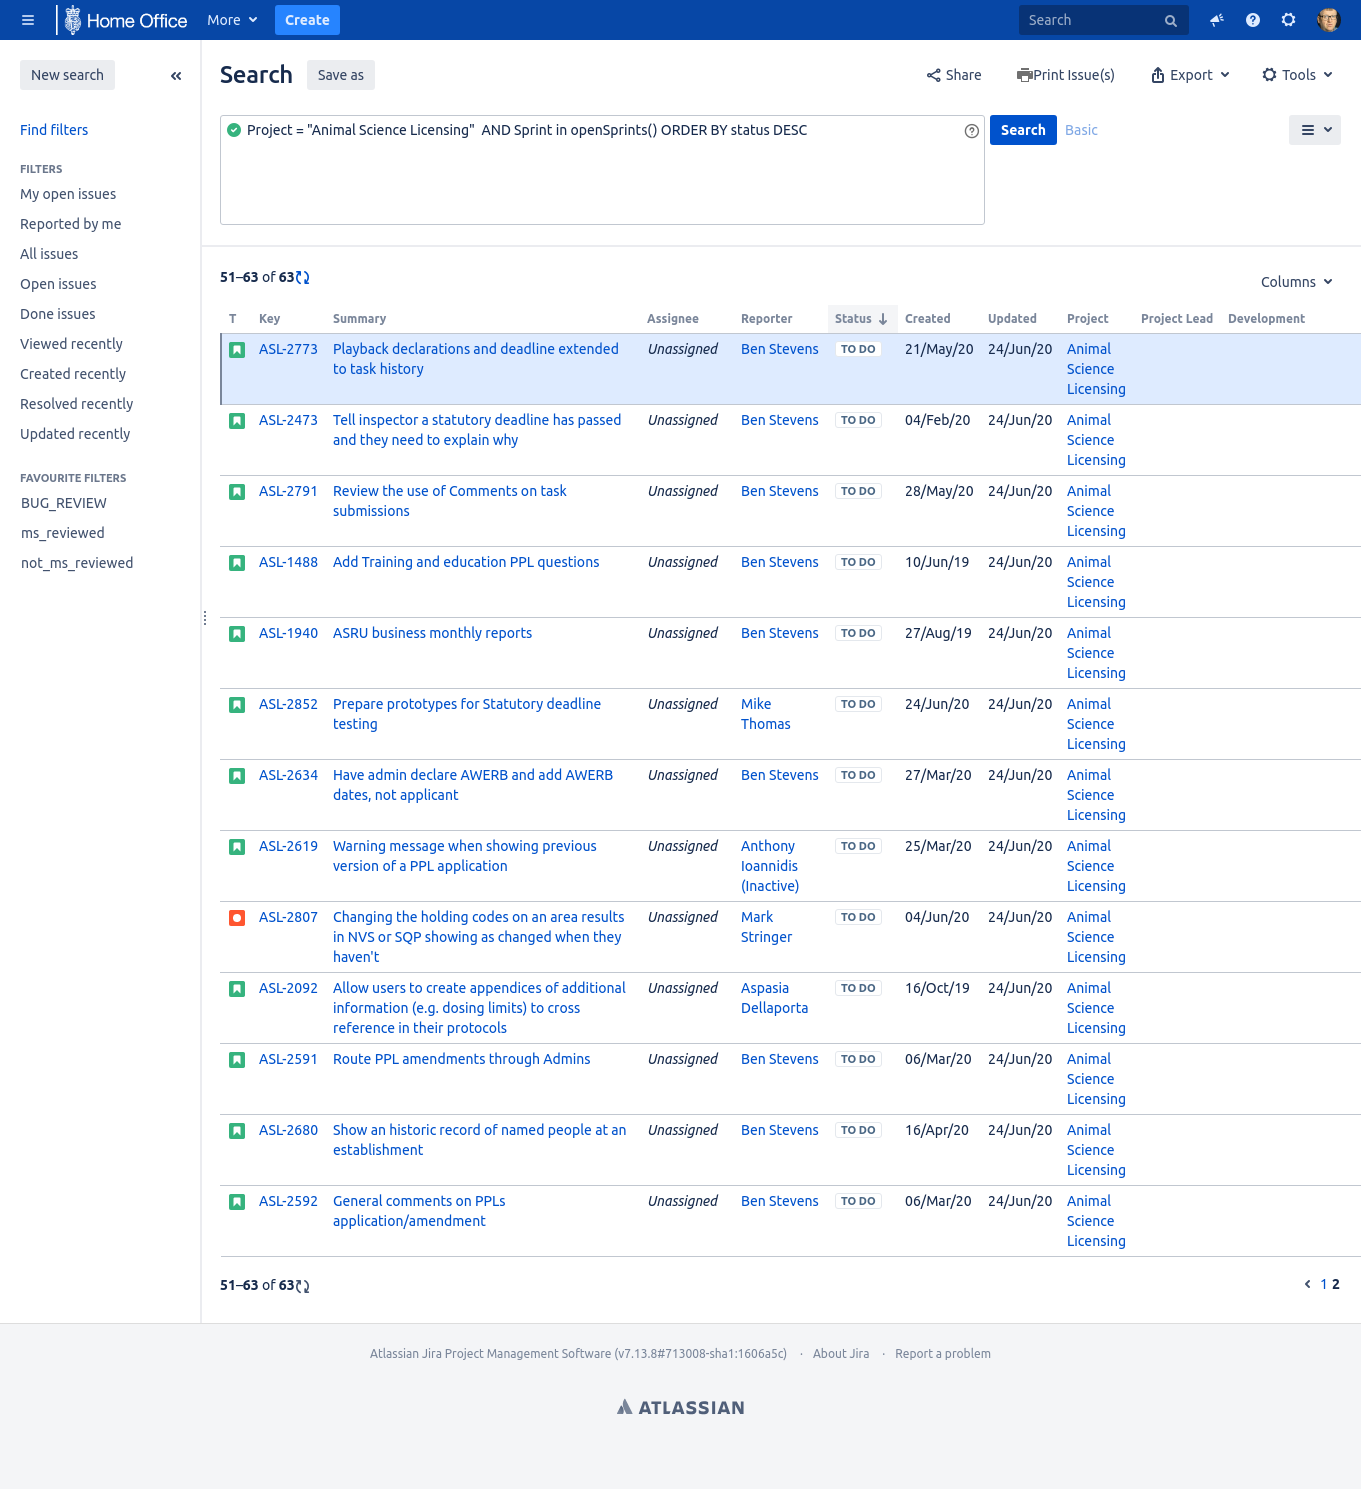 Home Office More Create Search
New search
Find filters
FILTERS
My open issues
Reported by me
All issues
Open issues
Done issues
Viewed recently
Created recently
Resolved recently
Updated recently
FAVOURITE FILTERS
BUG_REVIEW
ms_reviewed
not_ms_reviewed
Search Save as Share Print Issue(s) Export Tools
Project = "Animal Science Licensing"  AND Sprint in openSprints() ORDER BY status DESC Search Basic
51–63 of 63
Columns
T Key Summary Assignee Reporter Status Created Updated Project Project Lead Development
ASL-2773 Playback declarations and deadline extended Unassigned Ben Stevens TO DO 21/May/20 24/Jun/20 Animal
to task history Science
Licensing
ASL-2473 Tell inspector a statutory deadline has passed Unassigned Ben Stevens TO DO 04/Feb/20 24/Jun/20 Animal
and they need to explain why Science
Licensing
ASL-2791 Review the use of Comments on task Unassigned Ben Stevens TO DO 28/May/20 24/Jun/20 Animal
submissions Science
Licensing
ASL-1488 Add Training and education PPL questions Unassigned Ben Stevens TO DO 10/Jun/19 24/Jun/20 Animal
Science
Licensing
ASL-1940 ASRU business monthly reports Unassigned Ben Stevens TO DO 27/Aug/19 24/Jun/20 Animal
Science
Licensing
ASL-2852 Prepare prototypes for Statutory deadline Unassigned Mike TO DO 24/Jun/20 24/Jun/20 Animal
testing Thomas Science
Licensing
ASL-2634 Have admin declare AWERB and add AWERB Unassigned Ben Stevens TO DO 27/Mar/20 24/Jun/20 Animal
dates, not applicant Science
Licensing
ASL-2619 Warning message when showing previous Unassigned Anthony TO DO 25/Mar/20 24/Jun/20 Animal
version of a PPL application Ioannidis Science
(Inactive) Licensing
ASL-2807 Changing the holding codes on an area results Unassigned Mark TO DO 04/Jun/20 24/Jun/20 Animal
in NVS or SQP showing as changed when they Stringer Science
haven't Licensing
ASL-2092 Allow users to create appendices of additional Unassigned Aspasia TO DO 16/Oct/19 24/Jun/20 Animal
information (e.g. dosing limits) to cross Dellaporta Science
reference in their protocols Licensing
ASL-2591 Route PPL amendments through Admins Unassigned Ben Stevens TO DO 06/Mar/20 24/Jun/20 Animal
Science
Licensing
ASL-2680 Show an historic record of named people at an Unassigned Ben Stevens TO DO 16/Apr/20 24/Jun/20 Animal
establishment Science
Licensing
ASL-2592 General comments on PPLs Unassigned Ben Stevens TO DO 06/Mar/20 24/Jun/20 Animal
application/amendment Science
Licensing
51–63 of 63 1 2
Atlassian Jira Project Management Software (v7.13.8#713008-sha1:1606a5c) · About Jira · Report a problem
ATLASSIAN